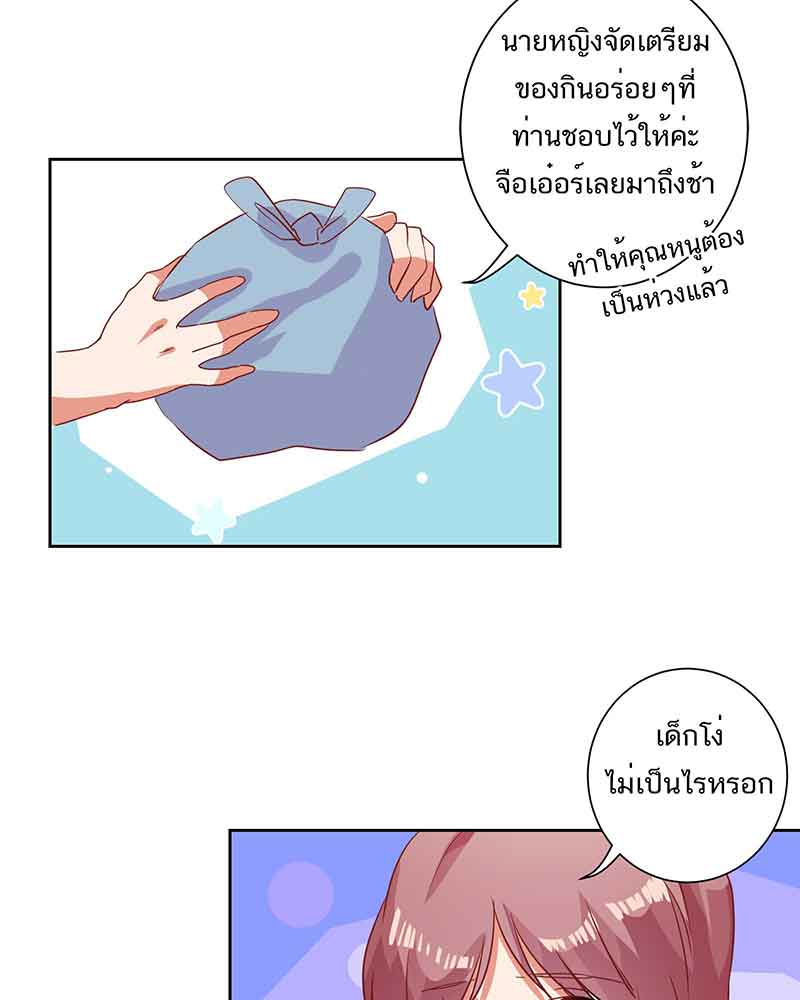 นายหญิงจัดเตรียม
ของกินอร่อยๆที่
ท่านชอบไว้ให้ค่ะ
จือเอ๋อร์เลยมาถึงช้า
ทำให้คุณหนูต้อง
เป็นห่วงแล้ว
เด็กโง่
ไม่เป็นไรหรอก